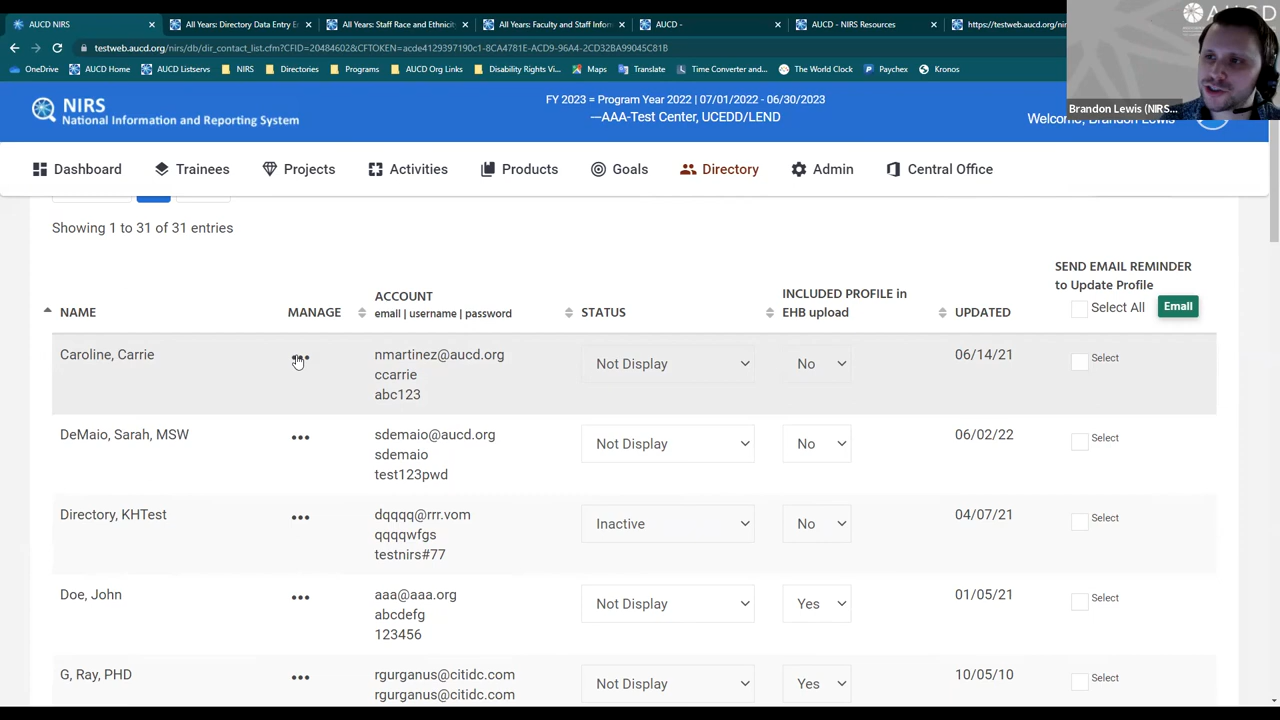 AUCD NIRS
All Years: Directory Data Entry E
All Years: Staff Race and Ethnicit
All Years: Faculty and Staff Infor
AUCD -
AUCD - NIRS Resources
https://testweb.aucd.org/nir
AUCD
testweb.aucd.org/nirs/db/dir_contact_list.cfm?CFID=20484602&CFTOKEN=acde4129397190c1-8CA4781E-ACD9-96A4-2CD32BA99045C81B
OneDrive
AUCD Home
AUCD Listservs
NIRS
Directories
Programs
AUCD Org Links
Disability Rights Vi...
Maps
Translate
Time Converter and...
The World Clock
Paychex
Kronos
Brandon Lewis (NIRS...
NIRS
National Information and Reporting System
FY 2023 = Program Year 2022 | 07/01/2022 - 06/30/2023
—AAA-Test Center, UCEDD/LEND
Welcome, Brandon Lewis
Dashboard
Trainees
Projects
Activities
Products
Goals
Directory
Admin
Central Office
Showing 1 to 31 of 31 entries
SEND EMAIL REMINDER
to Update Profile
Select All
Email
NAME
MANAGE
ACCOUNT
email | username | password
STATUS
INCLUDED PROFILE in
EHB upload
UPDATED
Caroline, Carrie
nmartinez@aucd.org
ccarrie
abc123
Not Display
No
06/14/21
Select
DeMaio, Sarah, MSW
sdemaio@aucd.org
sdemaio
test123pwd
Not Display
No
06/02/22
Select
Directory, KHTest
dqqqq@rrr.vom
qqqqwfgs
testnirs#77
Inactive
No
04/07/21
Select
Doe, John
aaa@aaa.org
abcdefg
123456
Not Display
Yes
01/05/21
Select
G, Ray, PHD
rgurganus@citidc.com
rgurganus@citidc.com
Not Display
Yes
10/05/10
Select